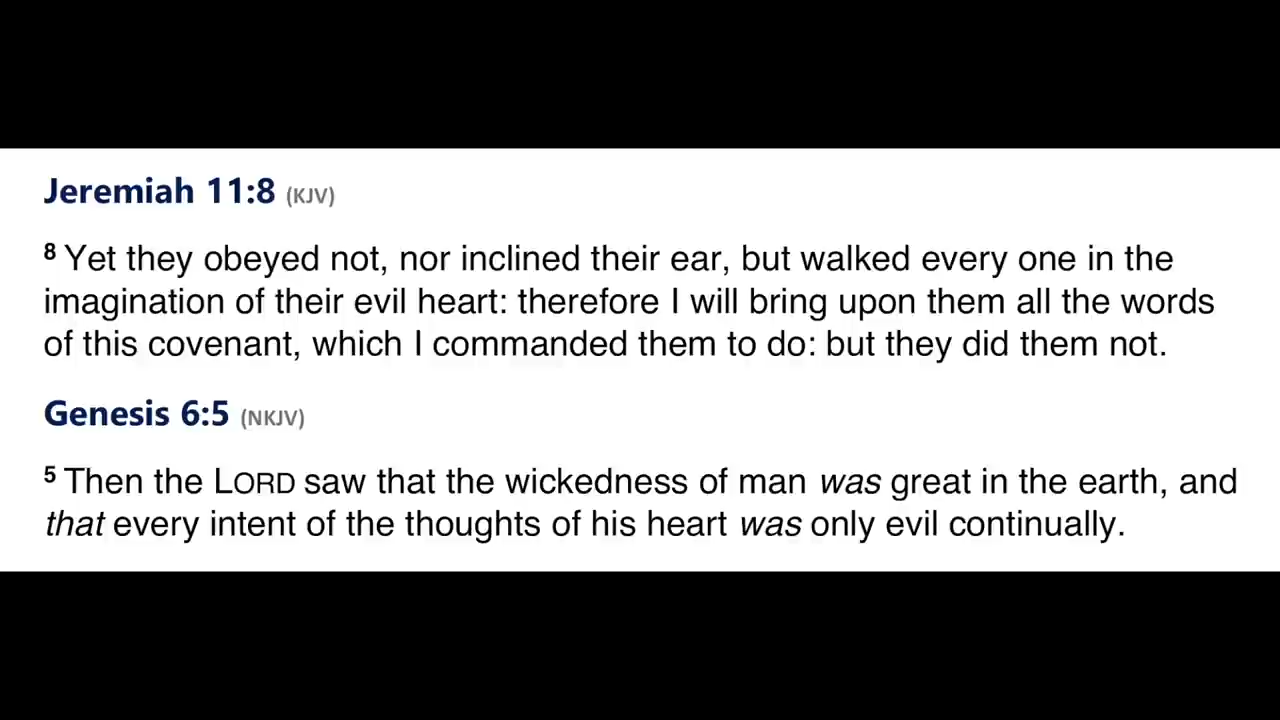 Jeremiah 11:8 (KJV)
8 Yet they obeyed not, nor inclined their ear, but walked every one in the
imagination of their evil heart: therefore I will bring upon them all the words
of this covenant, which I commanded them to do: but they did them not.
Genesis 6:5 (NKJV)
5 Then the LORD saw that the wickedness of man was great in the earth, and
that every intent of the thoughts of his heart was only evil continually.